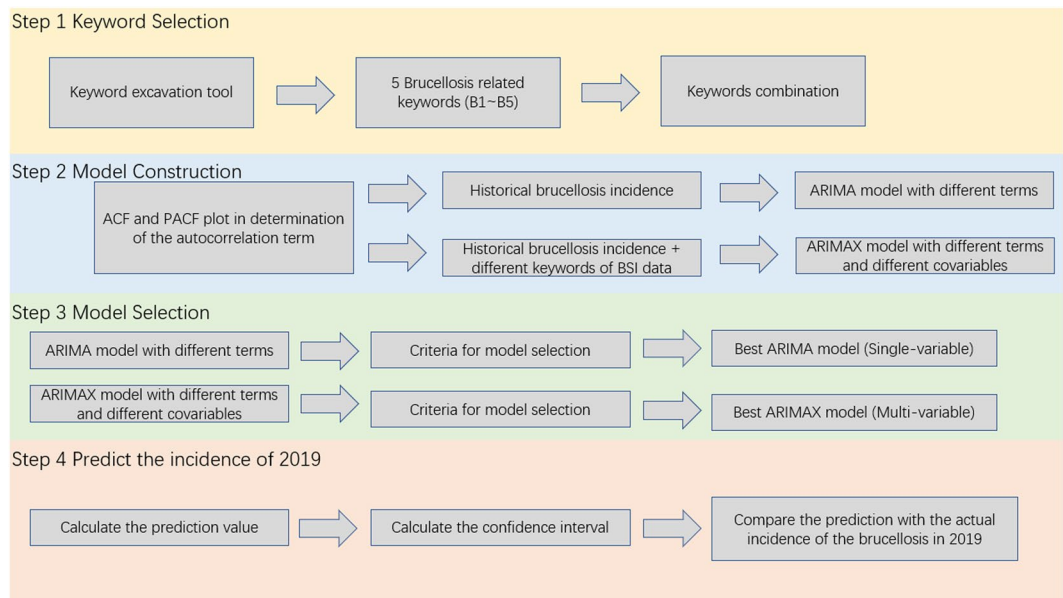 Step 1 Keyword Selection
Keyword excavation tool
5 Brucellosis related
keywords (B1~B5)
Keywords combination
Step 2 Model Construction
ACF and PACF plot in determination
of the autocorrelation term
Historical brucellosis incidence
ARIMA model with different terms
Historical brucellosis incidence +
different keywords of BSI data
ARIMAX model with different terms
and different covariables
Step 3 Model Selection
ARIMA model with different terms
Criteria for model selection
Best ARIMA model (Single-variable)
ARIMAX model with different terms
and different covariables
Criteria for model selection
Best ARIMAX model (Multi-variable)
Step 4 Predict the incidence of 2019
Calculate the prediction value
Calculate the confidence interval
Compare the prediction with the actual
incidence of the brucellosis in 2019